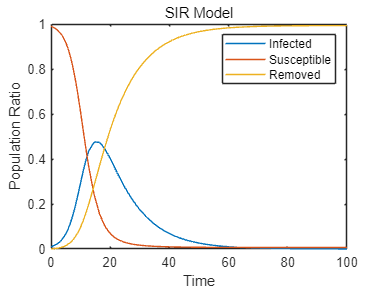 SIR Model
Infected
Susceptible
Removed
Population Ratio
1
0.8
0.6
0.4
0.2
0
0 20 40 60 80 100
Time